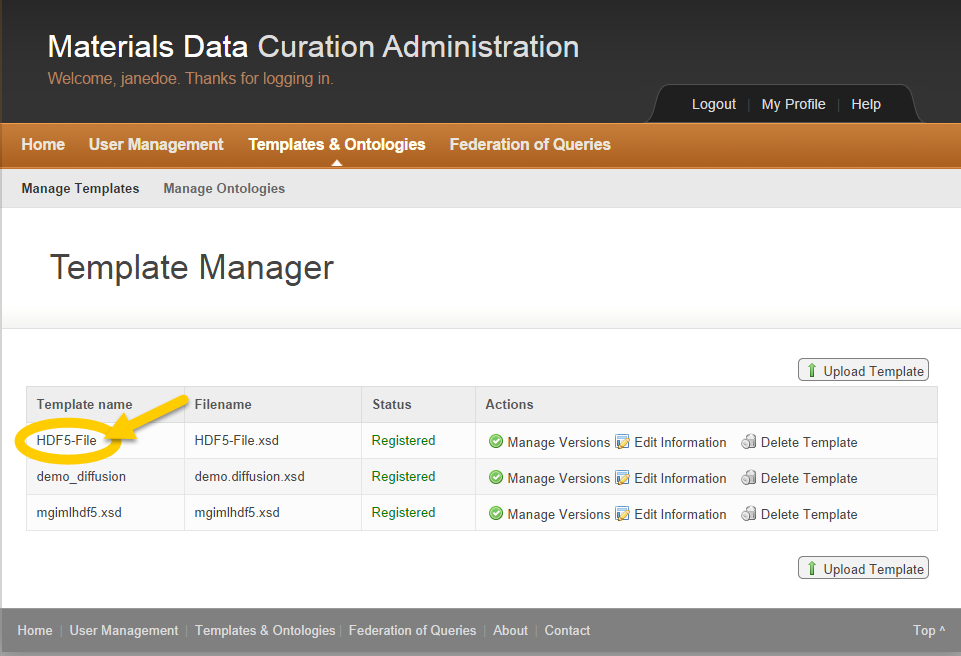 Materials Data Curation Administration
Welcome, janedoe. Thanks for logging in.
Logout | My Profile | Help
Home User Management Templates & Ontologies Federation of Queries
Manage Templates Manage Ontologies
Template Manager
Upload Template
Template name Filename Status Actions
HDF5-File HDF5-File.xsd Registered Manage Versions Edit Information Delete Template
demo_diffusion demo.diffusion.xsd Registered Manage Versions Edit Information Delete Template
mgimlhdf5.xsd mgimlhdf5.xsd Registered Manage Versions Edit Information Delete Template
Upload Template
Home | User Management | Templates & Ontologies | Federation of Queries | About | Contact Top ^